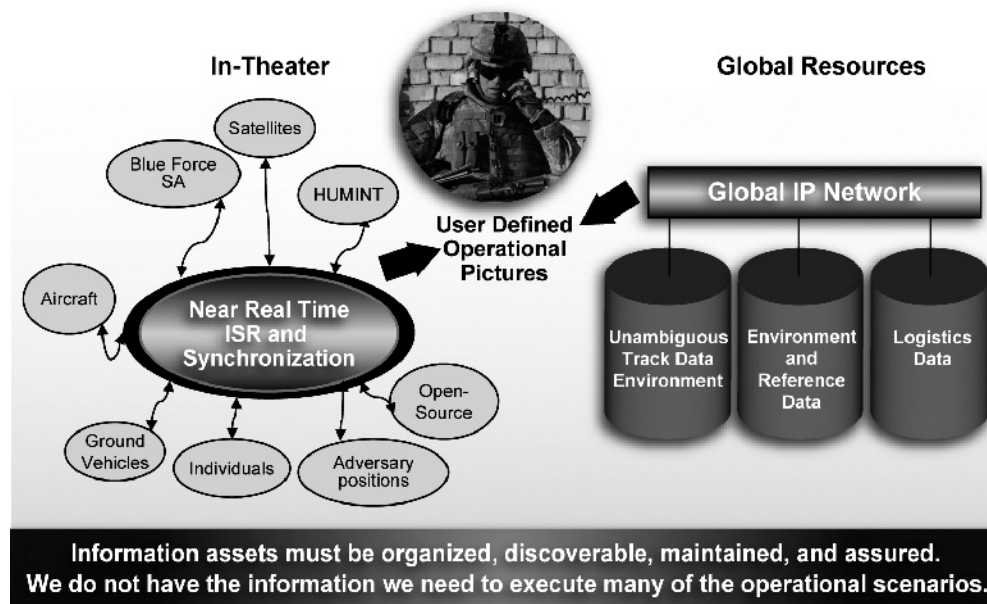 In-Theater
Global Resources
Satellites
Blue Force
SA
HUMINT
Aircraft
Near Real Time
ISR and
Synchronization
Open-
Source
Ground
Vehicles
Individuals
Adversary
positions
User Defined
Operational
Pictures
Global IP Network
Unambiguous
Track Data
Environment
Environment
and
Reference
Data
Logistics
Data
Information assets must be organized, discoverable, maintained, and assured.
We do not have the information we need to execute many of the operational scenarios.